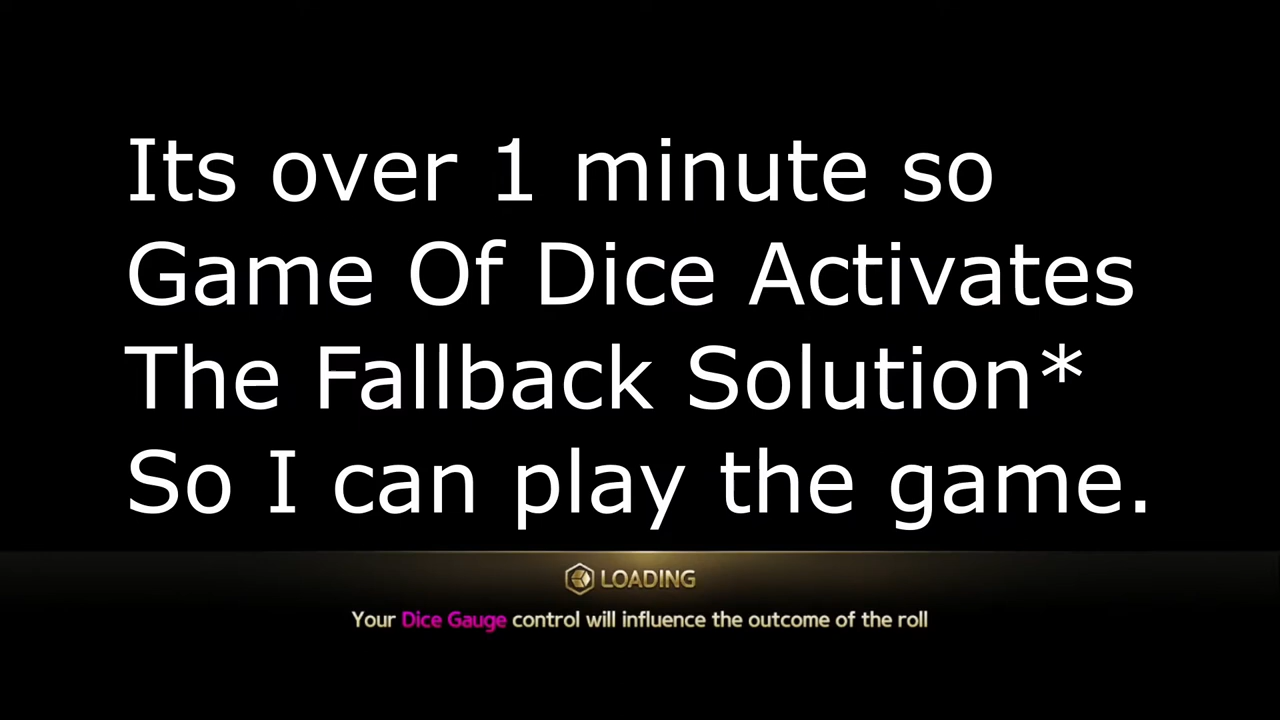 Its over 1 minute so
Game Of Dice Activates
The Fallback Solution*
So I can play the game.
LOADING
Your Dice Gauge control will influence the outcome of the roll